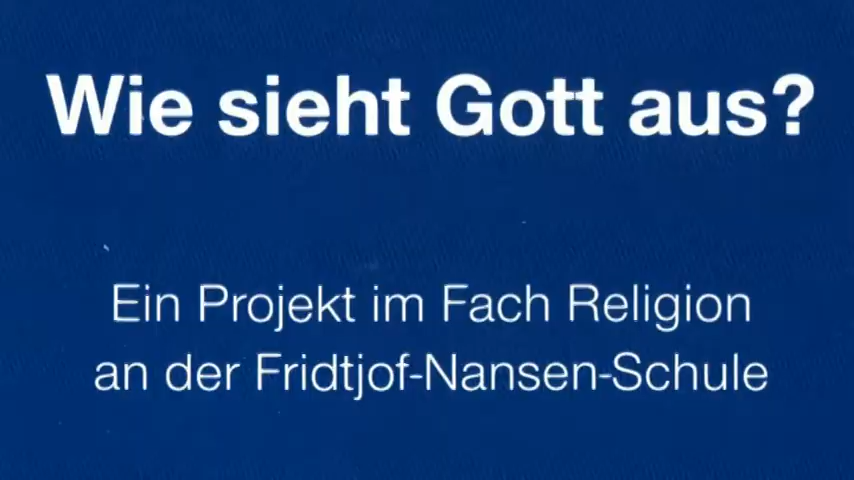 Wie sieht Gott aus?
Ein Projekt im Fach Religion
an der Fridtjof-Nansen-Schule